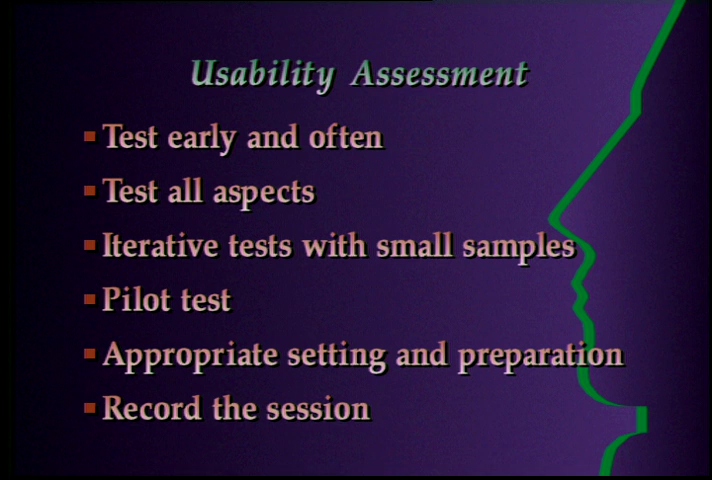 Usability Assessment
Test early and often
Test all aspects
Iterative tests with small samples
Pilot test
Appropriate setting and preparation
Record the session